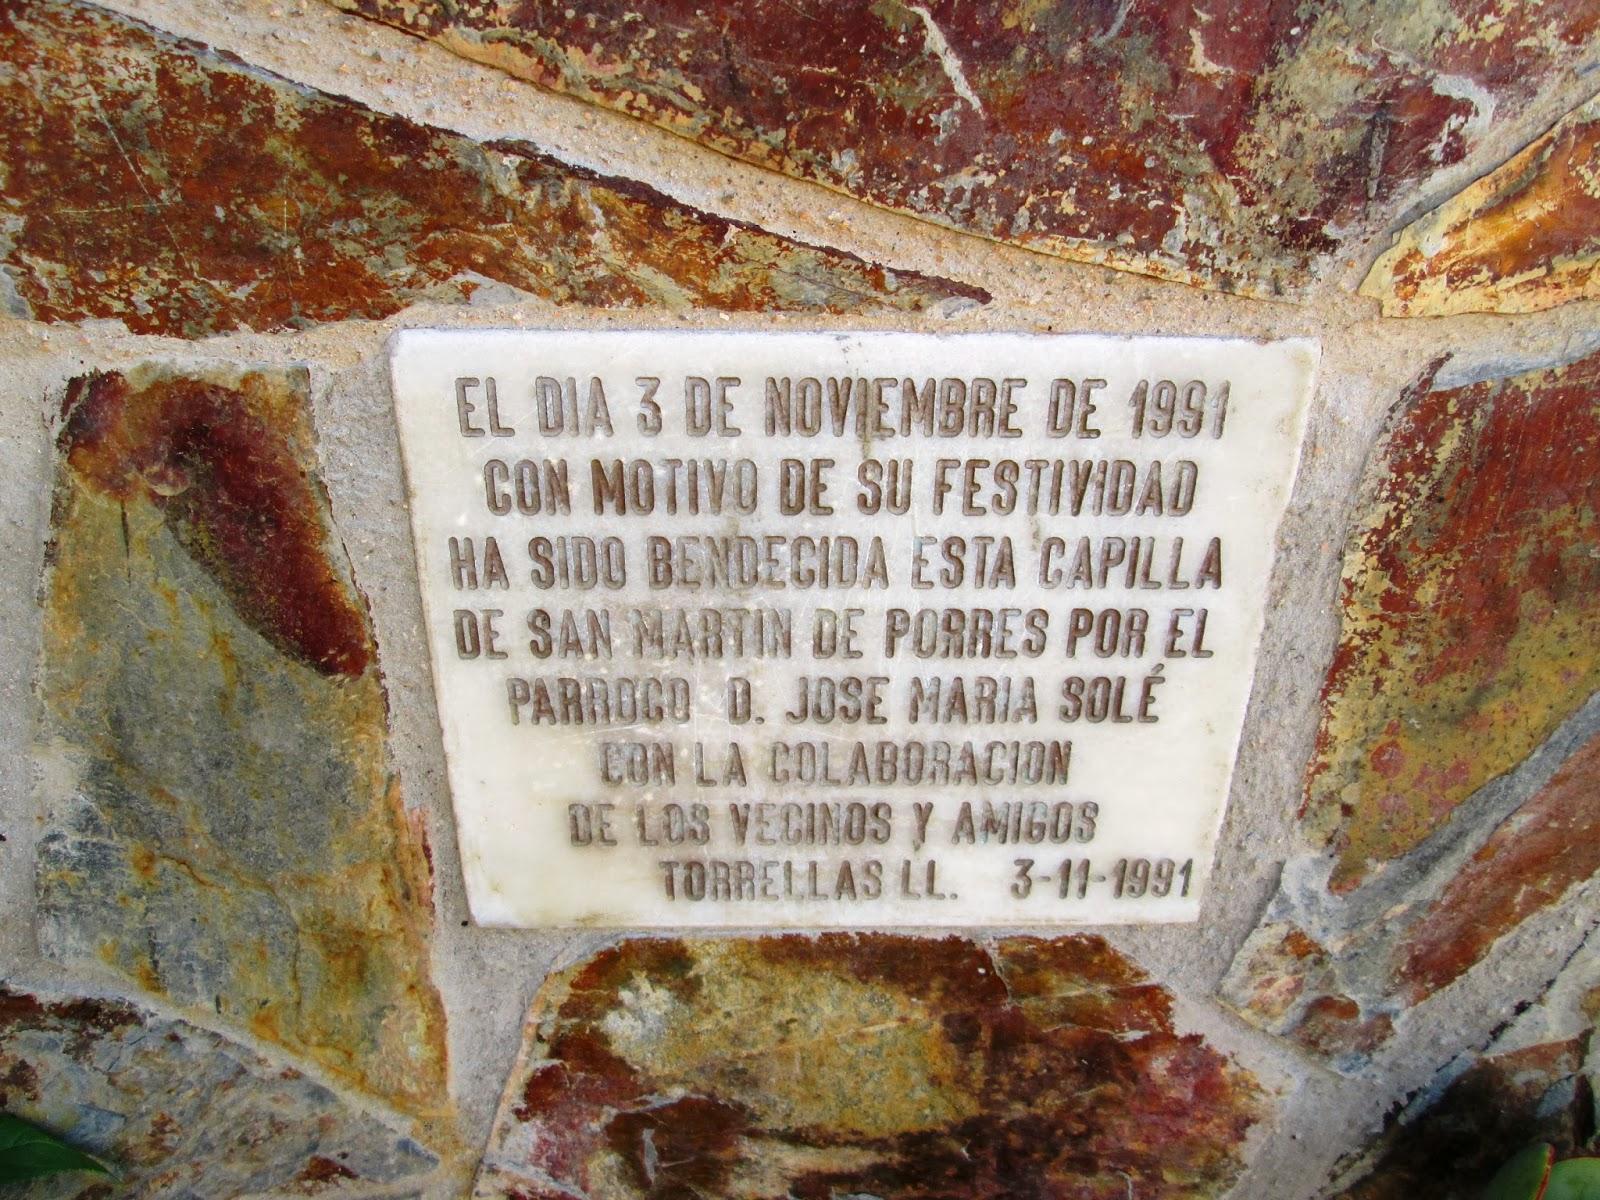 EL DIA 3 DE NOVIEMBRE DE 1991
CON MOTIVO DE SU FESTIVIDAD
HA SIDO BENDECIDA ESTA CAPILLA
DE SAN MARTIN DE PORRES POR EL
PARROCO D. JOSE MARIA SOLÉ
CON LA COLABORACION
DE LOS VECINOS Y AMIGOS
TORRELLAS LL. 3-11-1991